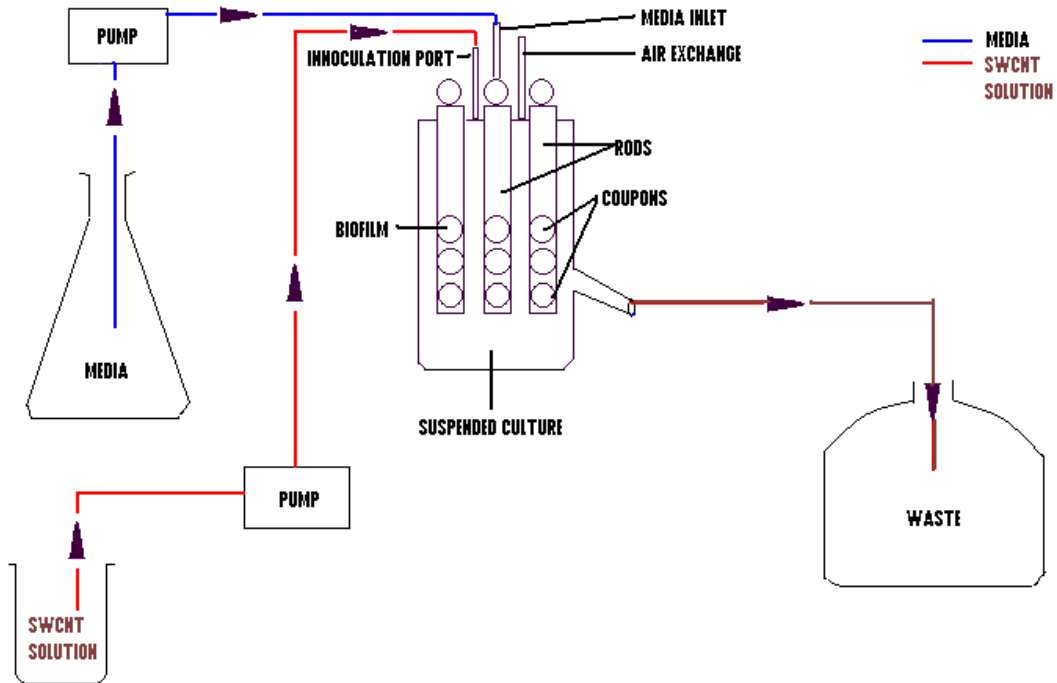 PUMP
MEDIA INLET
INNOCULATION PORT
AIR EXCHANGE
MEDIA
SWCNT
SOLUTION
RODS
COUPONS
BIOFILM
MEDIA
SUSPENDED CULTURE
PUMP
WASTE
SWCNT
SOLUTION